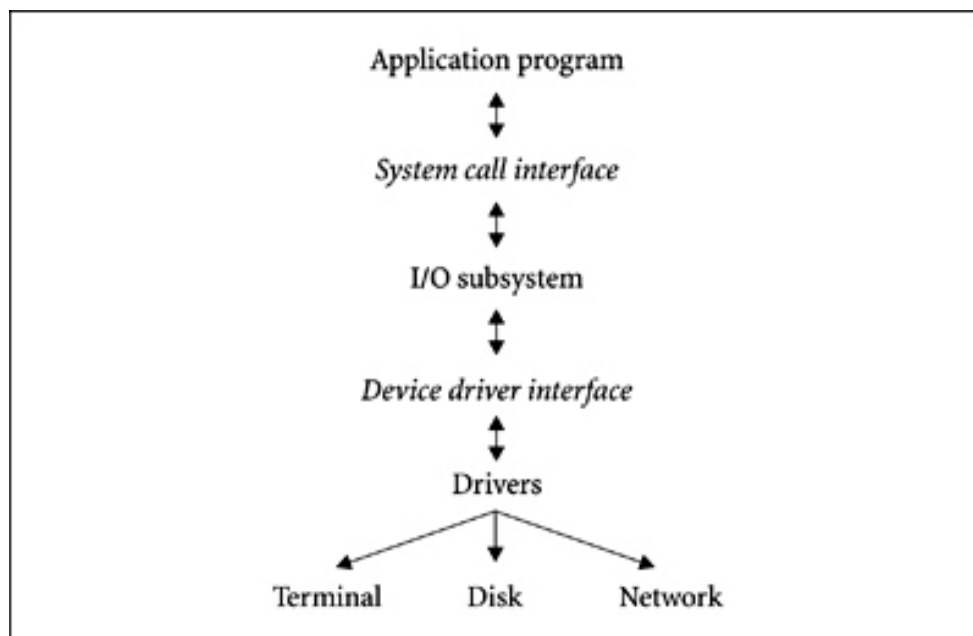 Application program
System call interface
I/O subsystem
Device driver interface
Drivers
Terminal Disk Network